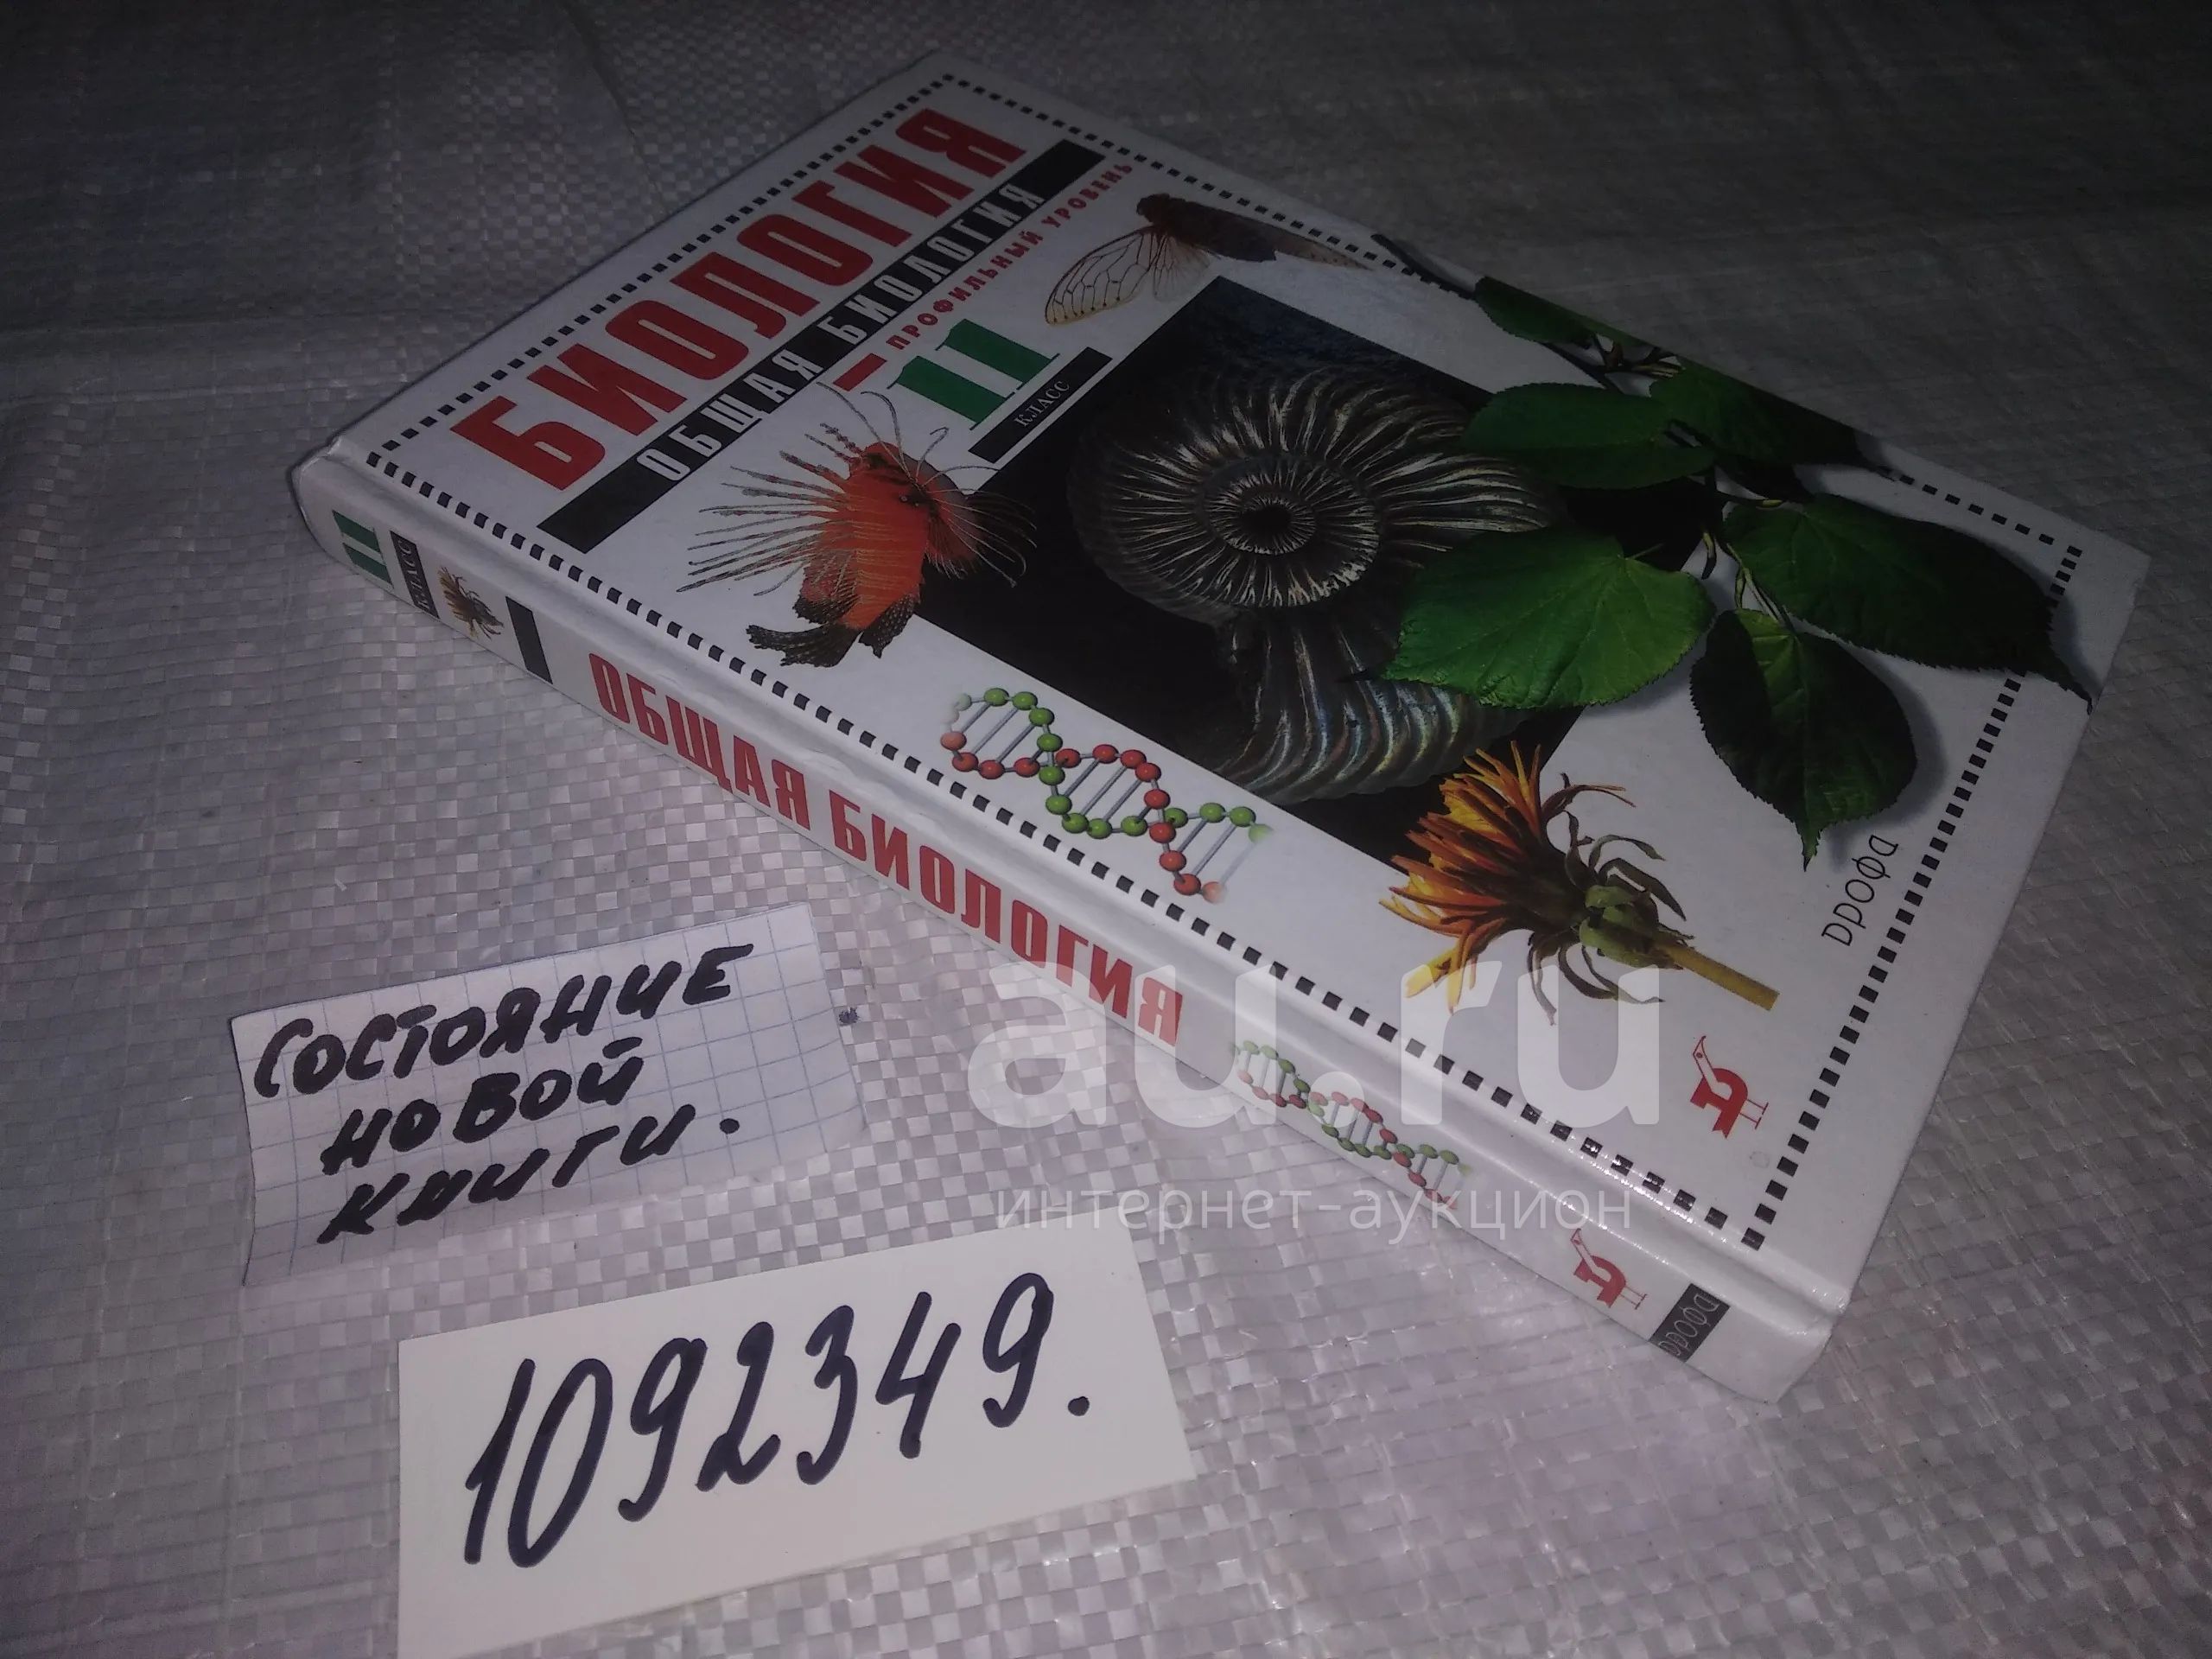 БИОЛОГИЯ
ОБЩАЯ БИОЛОГИЯ
ПРОФИЛЬНЫЙ УРОВЕНЬ
11
КЛАСС
дрофа
11
КЛАСС
ОБЩАЯ БИОЛОГИЯ
дрофа
au.ru
интернет-аукцион
СОСТОЯНИЕ
НОВОЙ
КНИГИ.
1092349.